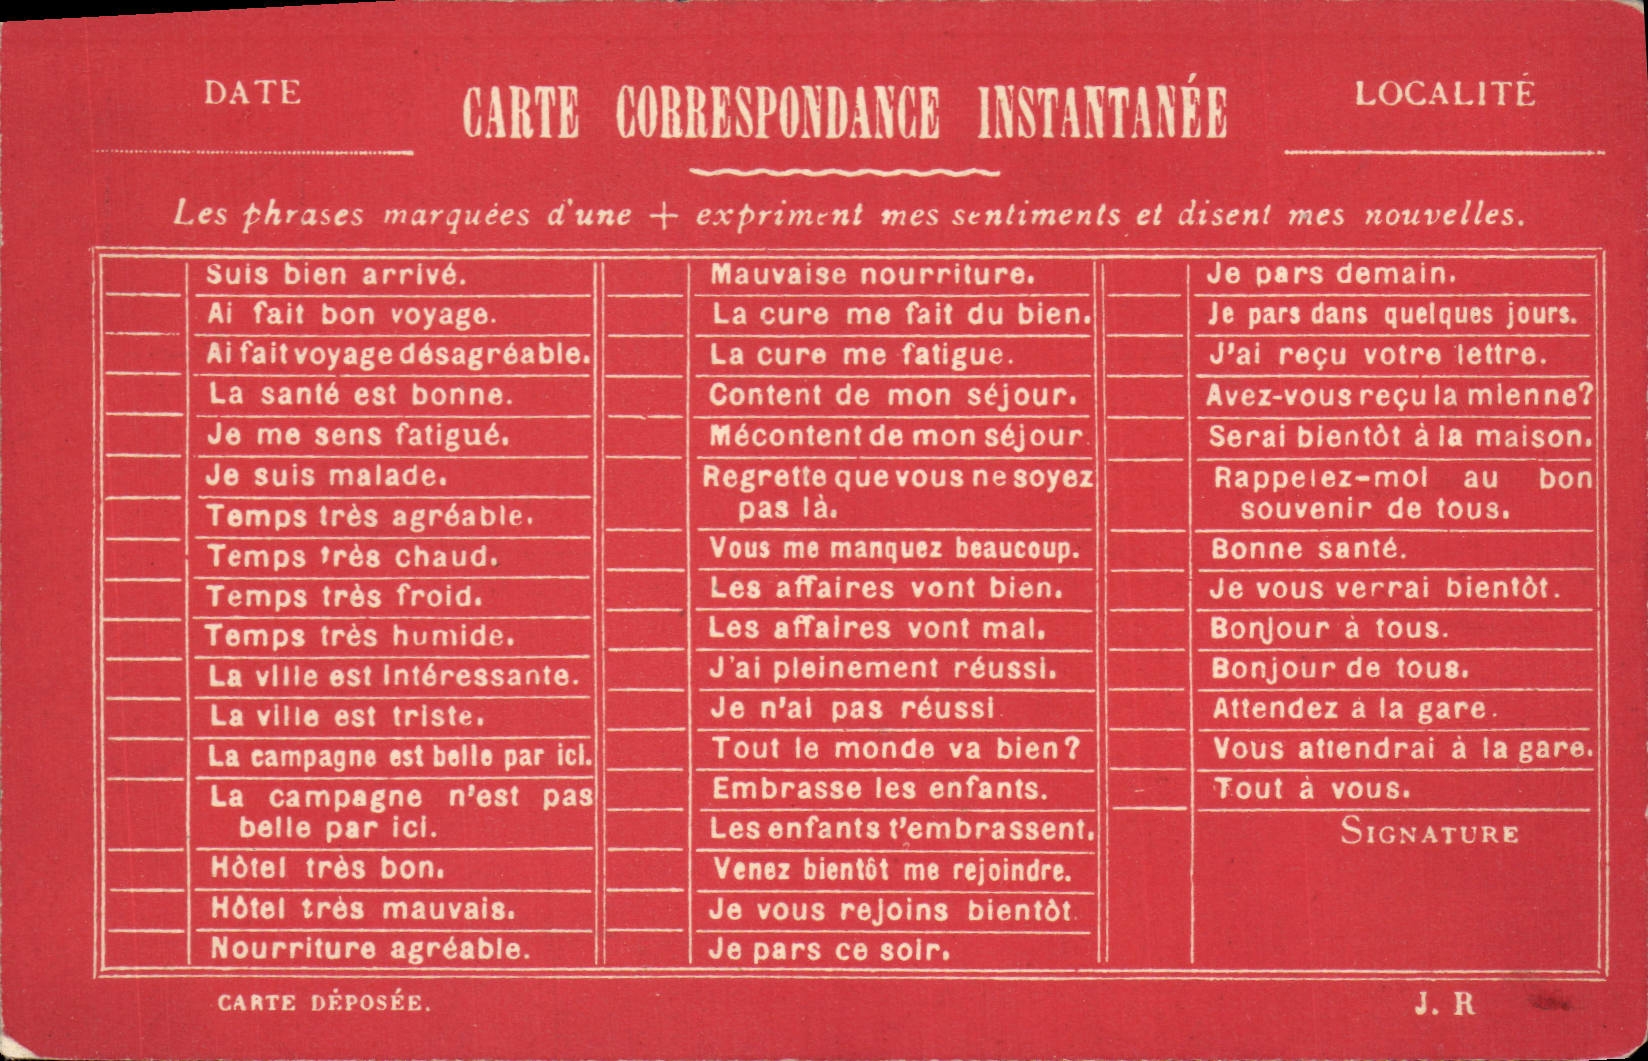 DATE
CARTE CORRESPONDANCE INSTANTANÉE
LOCALITÉ
Les phrases marquées d'une + expriment mes sentiments et disent mes nouvelles.
Suis bien arrivé.
Ai fait bon voyage.
Ai fait voyage désagréable.
La santé est bonne.
Je me sens fatigué.
Je suis malade.
Temps très agréable.
Temps très chaud.
Temps très froid.
Temps très humide.
La ville est intéressante.
La ville est triste.
La campagne est belle par ici.
La campagne n'est pas
belle par ici.
Hôtel très bon.
Hôtel très mauvais.
Nourriture agréable.
Mauvaise nourriture.
La cure me fait du bien.
La cure me fatigue.
Content de mon séjour.
Mécontent de mon séjour.
Regrette que vous ne soyez
pas là.
Vous me manquez beaucoup.
Les affaires vont bien.
Les affaires vont mal.
J'ai pleinement réussi.
Je n'ai pas réussi.
Tout le monde va bien?
Embrasse les enfants.
Les enfants t'embrassent.
Venez bientôt me rejoindre.
Je vous rejoins bientôt.
Je pars ce soir.
Je pars demain.
Je pars dans quelques jours.
J'ai reçu votre lettre.
Avez-vous reçu la mienne?
Serai bientôt à la maison.
Rappelez-moi au bon
souvenir de tous.
Bonne santé.
Je vous verrai bientôt.
Bonjour à tous.
Bonjour de tous.
Attendez à la gare.
Vous attendrai à la gare.
Tout à vous.
SIGNATURE
CARTE DÉPOSÉE.
J. R